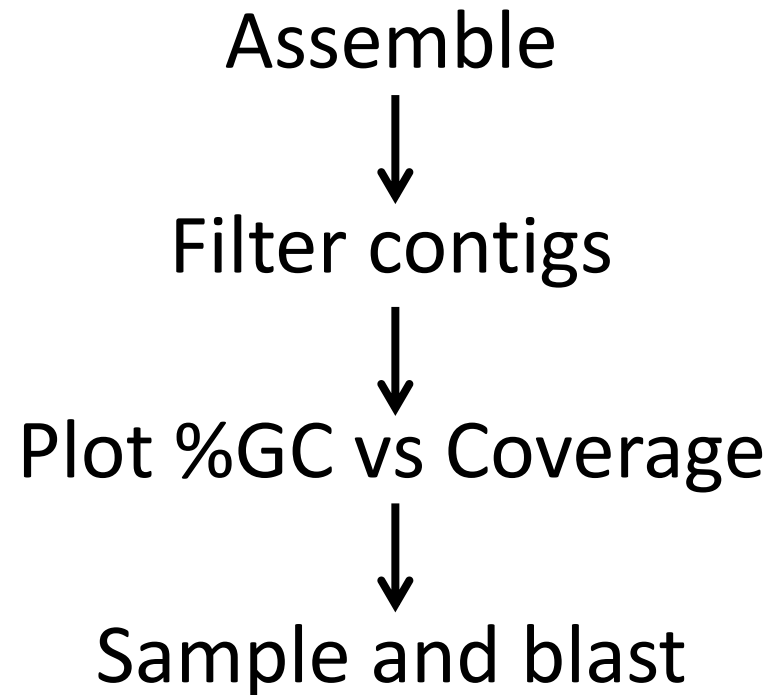 Assemble
Filter contigs
Plot %GC vs Coverage
Sample and blast